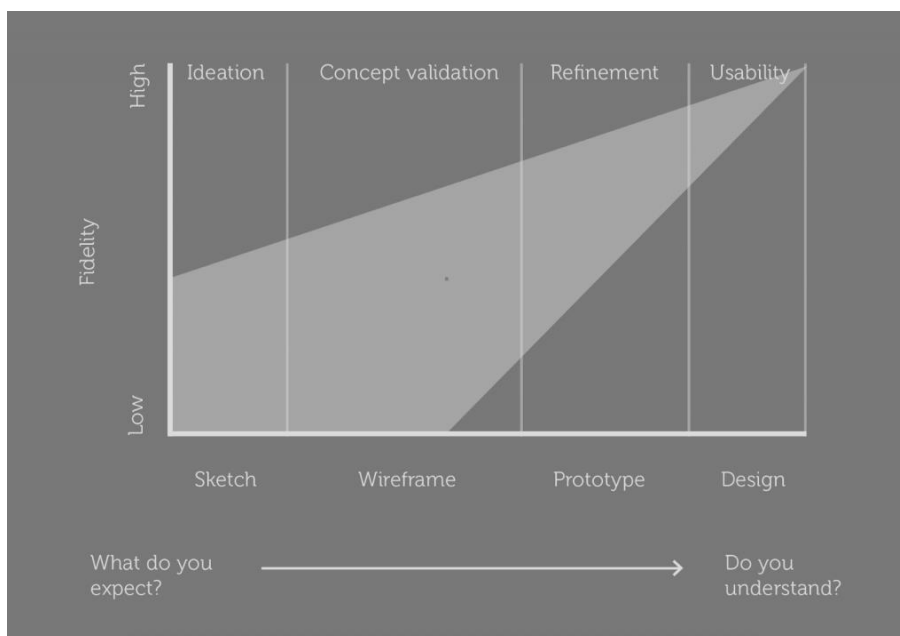 Ideation
Concept validation
Refinement
Usability
High
Fidelity
Low
Sketch
Wireframe
Prototype
Design
What do you
expect?
Do you
understand?